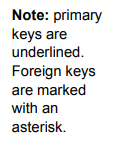 Note: primary
keys are
underlined.
Foreign keys
are marked
with an
asterisk.